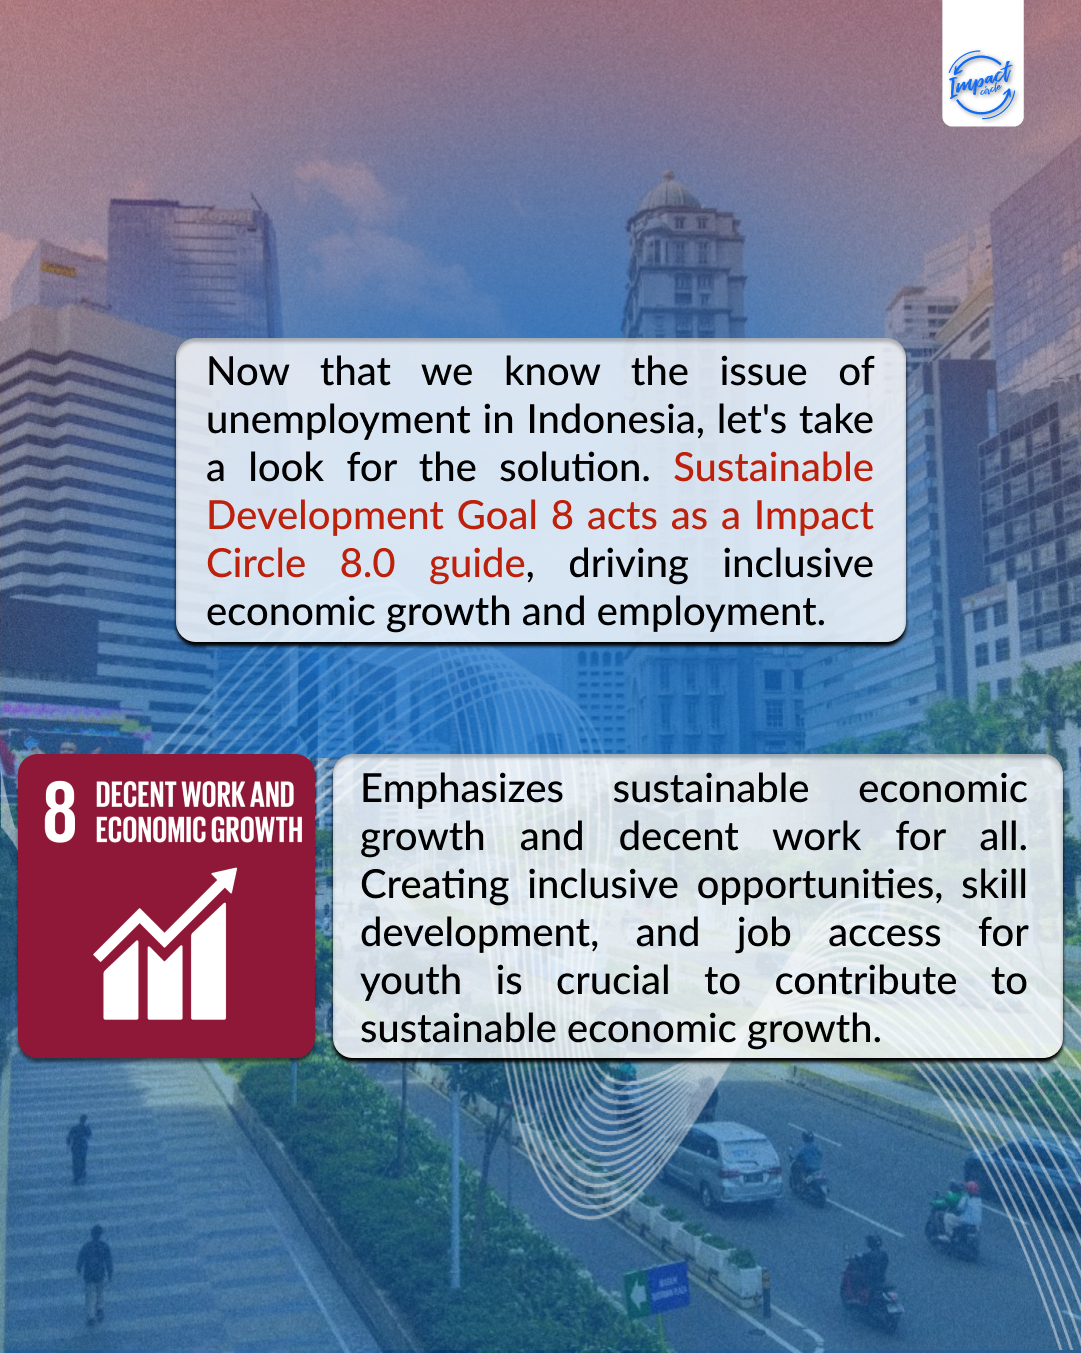 Impact
circle
Now that we know the issue of
unemployment in Indonesia, let's take
a look for the solution. Sustainable
Development Goal 8 acts as a Impact
Circle 8.0 guide, driving inclusive
economic growth and employment.
8 DECENT WORK AND
ECONOMIC GROWTH
Emphasizes sustainable economic
growth and decent work for all.
Creating inclusive opportunities, skill
development, and job access for
youth is crucial to contribute to
sustainable economic growth.